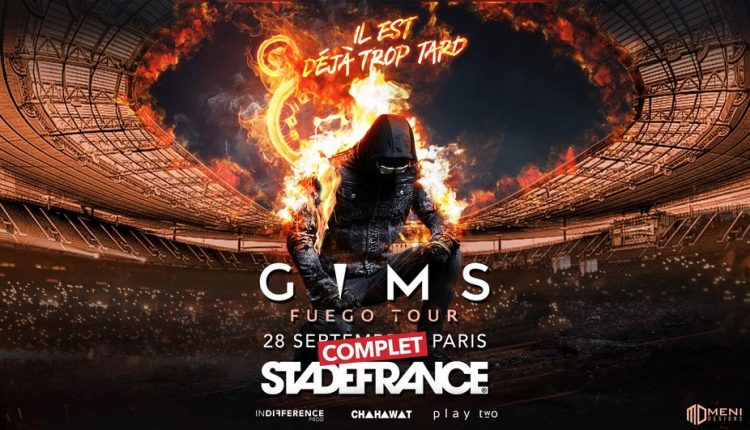 IL EST
DÉJÀ TROP TARD
GIMS
FUEGO TOUR
28 SEPTEM PARIS
COMPLET
STADEFRANCE®
INDIFFERENCE PROD
CHAHAWAT
play two
MENI DESIGNS